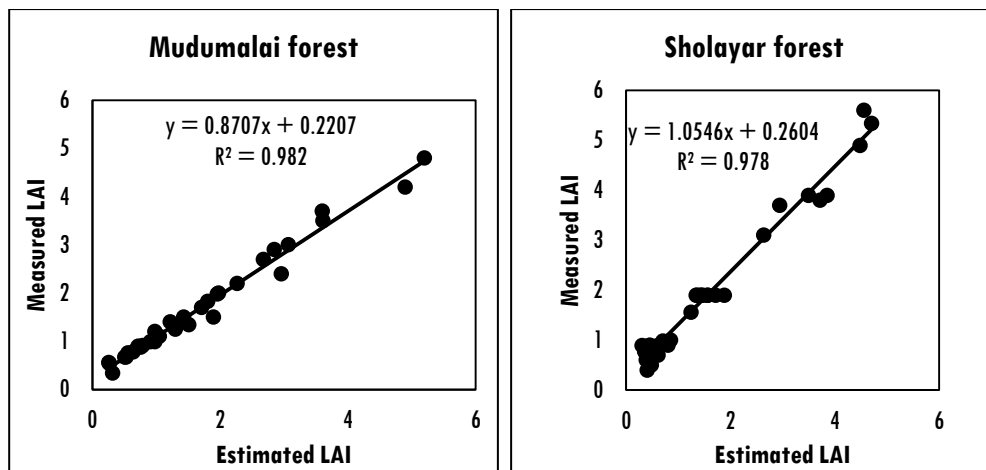 Mudumalai forest
6
5
4
3
2
1
0
y = 0.8707x + 0.2207
R² = 0.982
Measured LAI
0 2 4 6
Estimated LAI
Sholayar forest
6
5
4
3
2
1
0
y = 1.0546x + 0.2604
R² = 0.978
Measured LAI
0 2 4 6
Estimated LAI